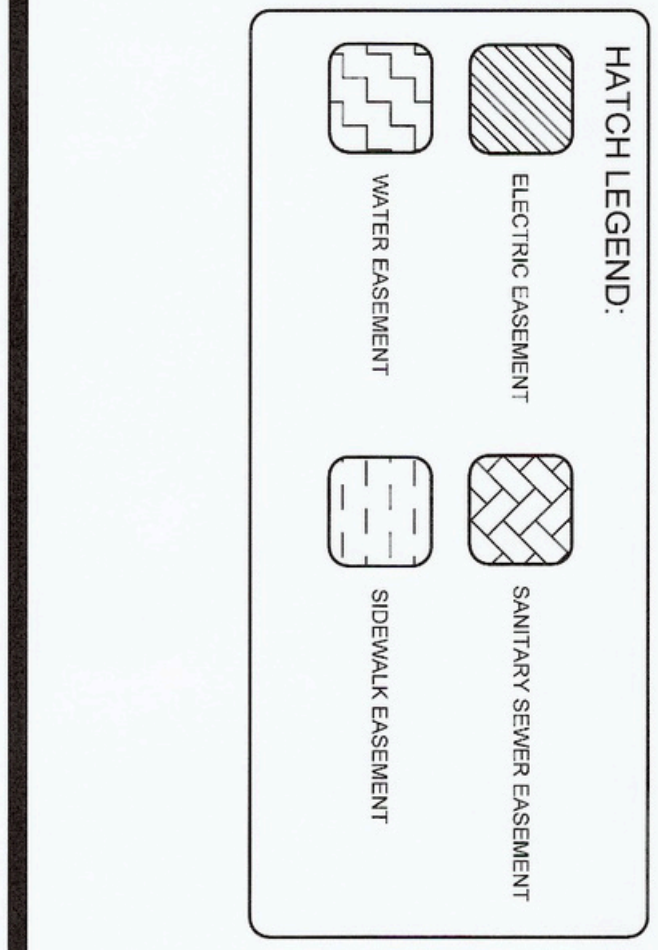 HATCH LEGEND:
ELECTRIC EASEMENT
SANITARY SEWER EASEMENT
WATER EASEMENT
SIDEWALK EASEMENT